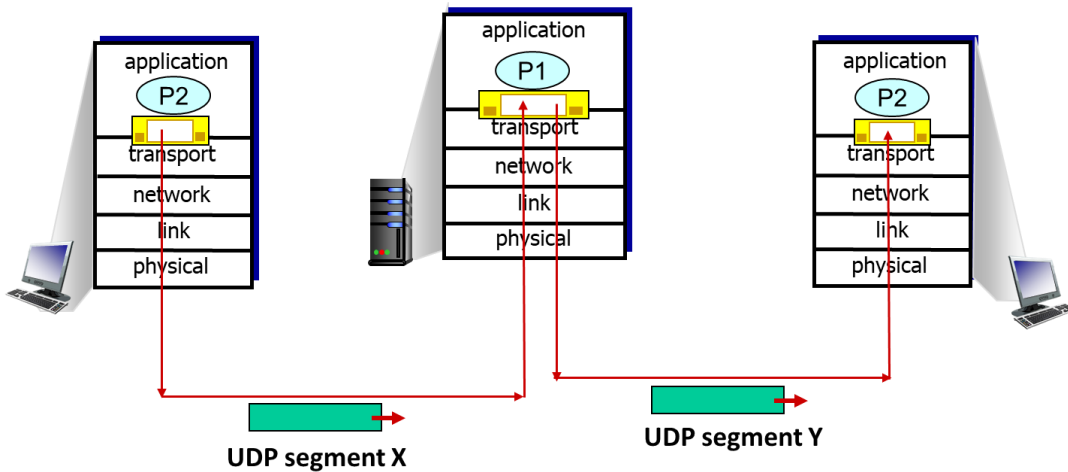 application
P2
transport
network
link
physical
application
P1
transport
network
link
physical
application
P2
transport
network
link
physical
UDP segment X
UDP segment Y